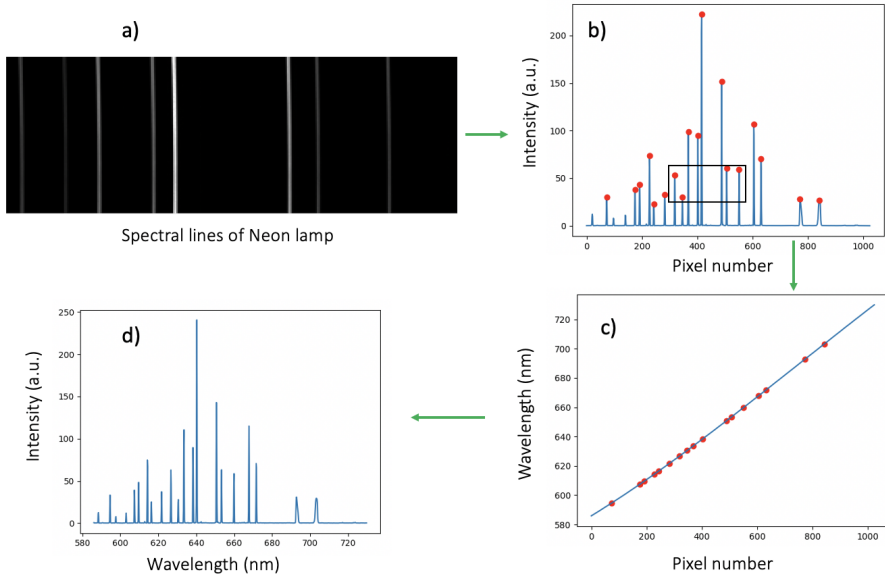 a)
Spectral lines of Neon lamp
b)
Intensity (a.u.)
200
150
100
50
0
0 200 400 600 800 1000
Pixel number
c)
Wavelength (nm)
720
700
680
660
640
620
600
580
0 200 400 600 800 1000
Pixel number
d)
Intensity (a.u.)
250
200
150
100
50
0
580 600 620 640 660 680 700 720
Wavelength (nm)